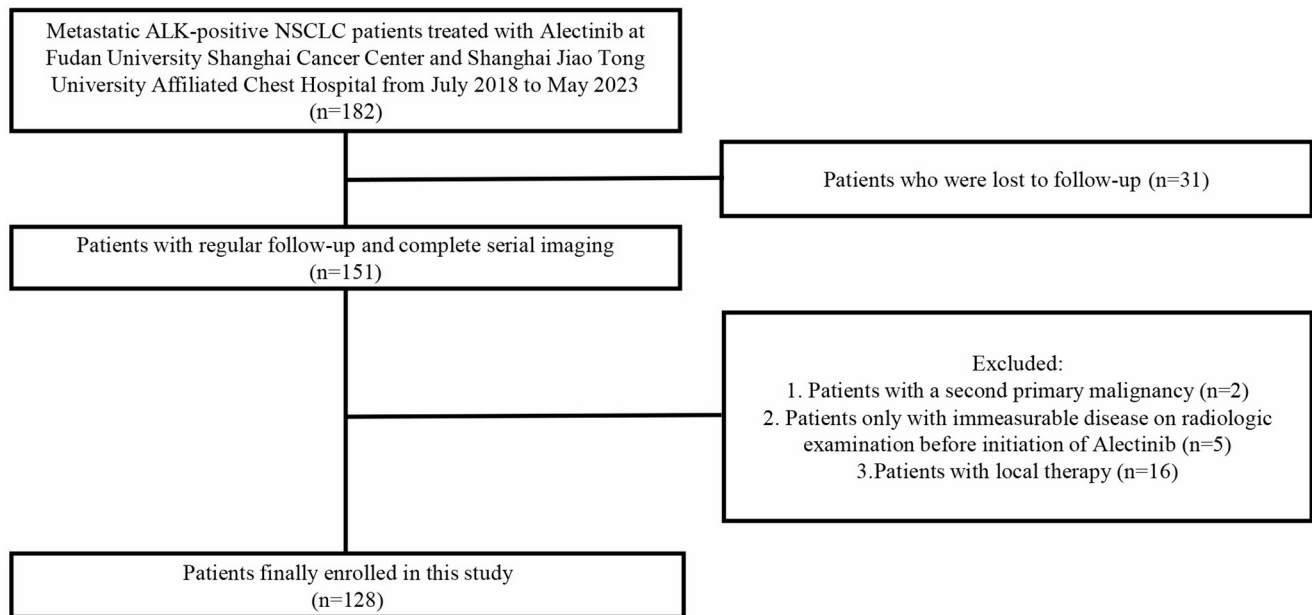 Metastatic ALK-positive NSCLC patients treated with Alectinib at
Fudan University Shanghai Cancer Center and Shanghai Jiao Tong
University Affiliated Chest Hospital from July 2018 to May 2023
(n=182)
Patients who were lost to follow-up (n=31)
Patients with regular follow-up and complete serial imaging
(n=151)
Excluded:
1. Patients with a second primary malignancy (n=2)
2. Patients only with immeasurable disease on radiologic
examination before initiation of Alectinib (n=5)
3.Patients with local therapy (n=16)
Patients finally enrolled in this study
(n=128)